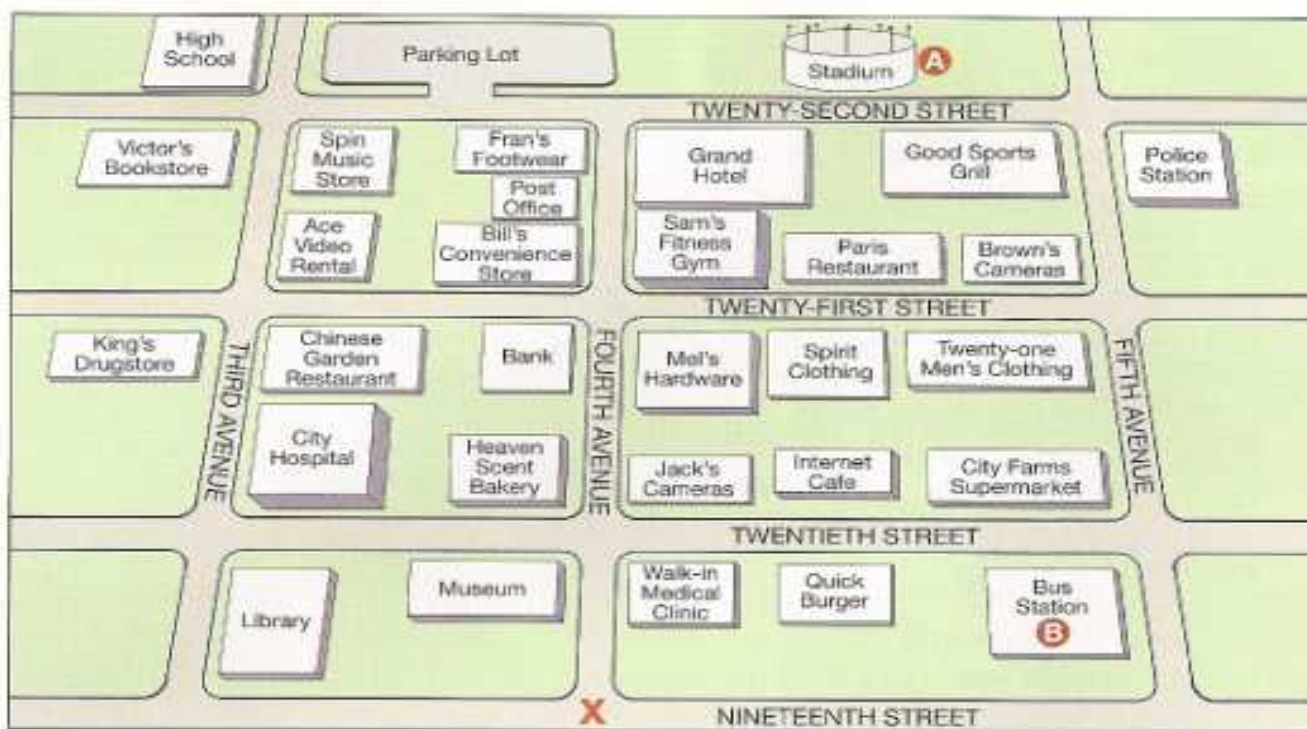 High
School
Parking Lot
Stadium
A
TWENTY-SECOND STREET
Victor's
Bookstore
Spin
Music
Store
Fran's
Footwear
Post
Office
Grand
Hotel
Good Sports
Grill
Police
Station
Ace
Video
Rental
Bill's
Convenience
Store
Sam's
Fitness
Gym
Paris
Restaurant
Brown's
Cameras
TWENTY-FIRST STREET
King's
Drugstore
THIRD AVENUE
Chinese
Garden
Restaurant
Bank
FOURTH AVENUE
Mel's
Hardware
Spirit
Clothing
Twenty-one
Men's Clothing
FIFTH AVENUE
City
Hospital
Heaven
Scent
Bakery
Jack's
Cameras
Internet
Cafe
City Farms
Supermarket
TWENTIETH STREET
Library
Museum
Walk-in
Medical
Clinic
Quick
Burger
Bus
Station
B
X
NINETEENTH STREET